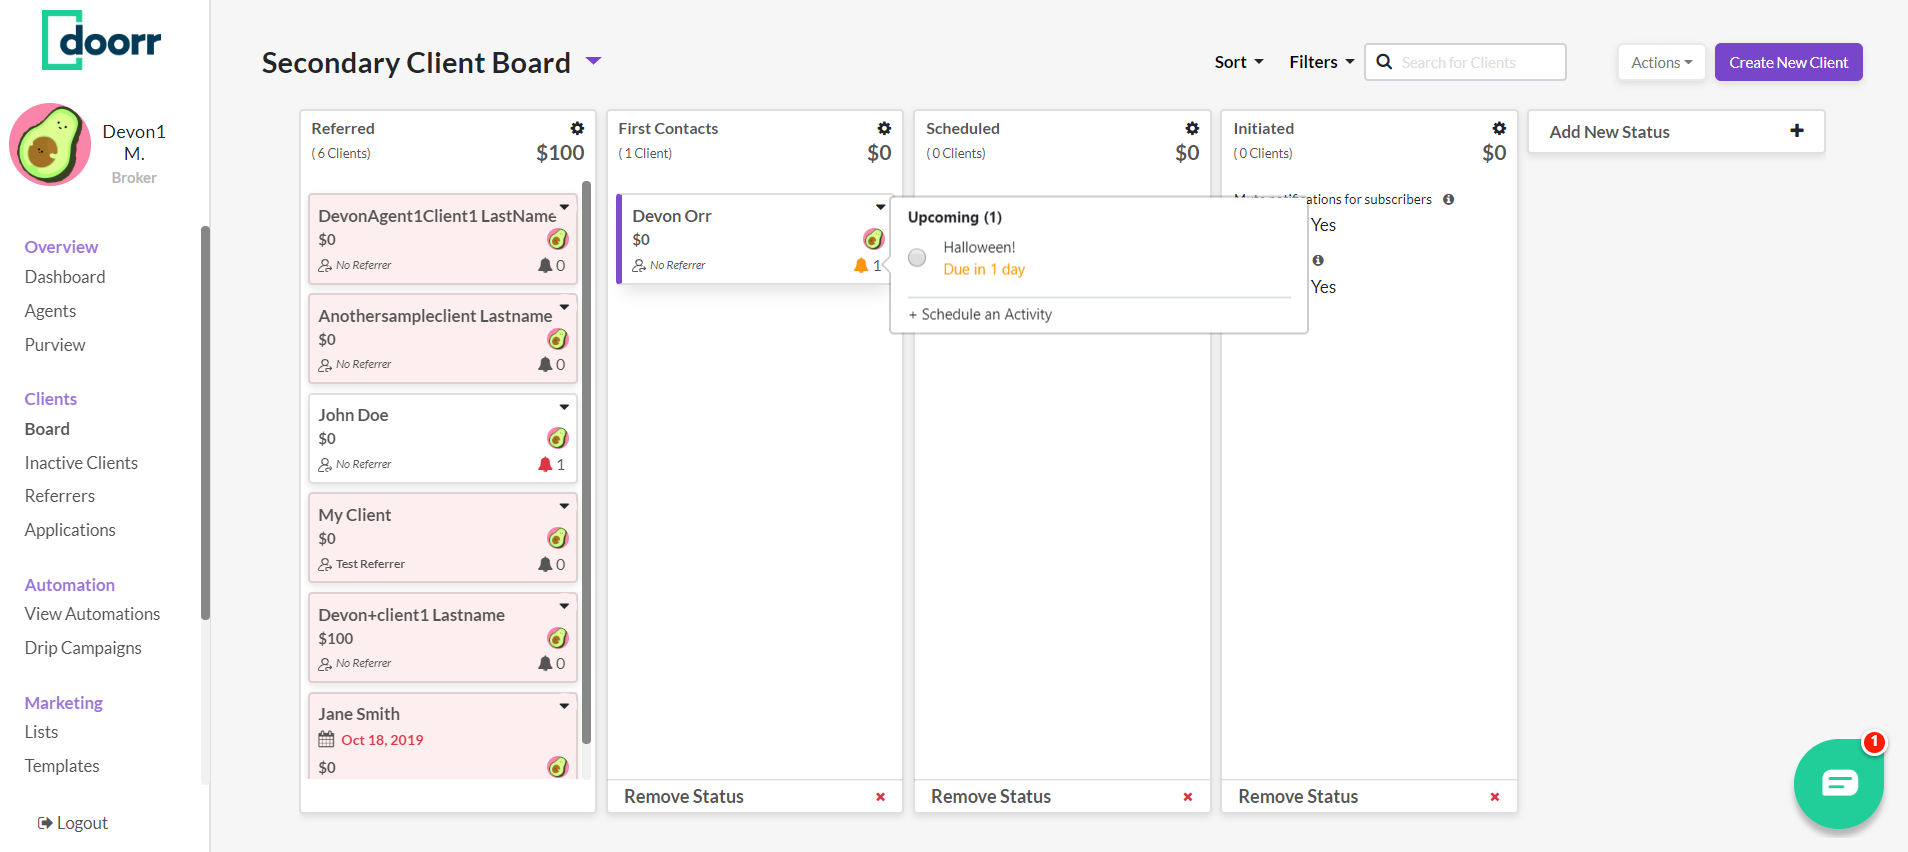 doorr
Devon1
M.
Broker
Overview
Dashboard
Agents
Purview
Clients
Board
Inactive Clients
Referrers
Applications
Automation
View Automations
Drip Campaigns
Marketing
Lists
Templates
Logout
Secondary Client Board
Sort
Filters
Search for Clients
Actions
Create New Client
Referred
( 6 Clients)
$100
DevonAgent1Client1 LastName
$0
No Referrer
0
Anothersampleclient Lastname
$0
No Referrer
0
John Doe
$0
No Referrer
1
My Client
$0
Test Referrer
0
Devon+client1 Lastname
$100
No Referrer
0
Jane Smith
Oct 18, 2019
$0
First Contacts
( 1 Client)
$0
Devon Orr
$0
No Referrer
1
Remove Status
Upcoming (1)
Halloween!
Due in 1 day
+ Schedule an Activity
Scheduled
( 0 Clients)
$0
Remove Status
Initiated
( 0 Clients)
$0
Mute notifications for subscribers
Yes
Yes
Remove Status
Add New Status
1